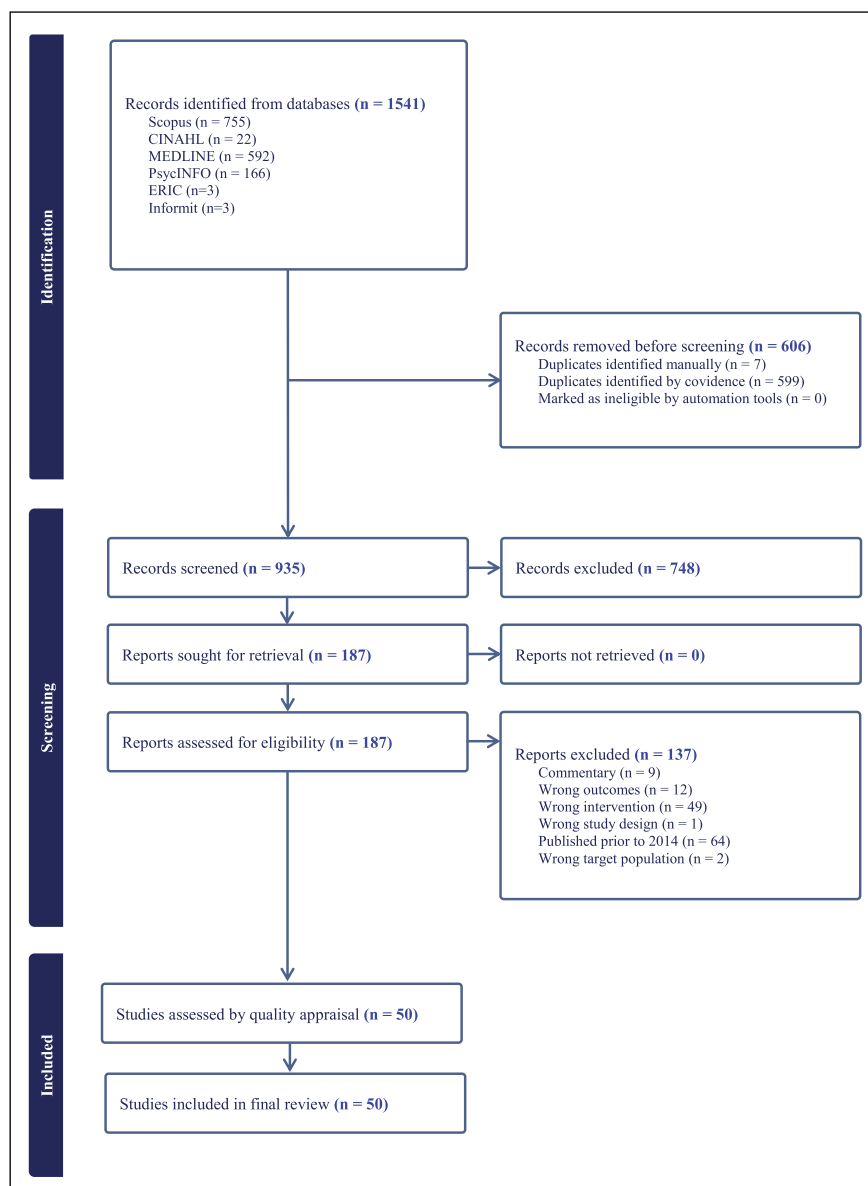 Identification
Records identified from databases (n = 1541)
Scopus (n = 755)
CINAHL (n = 22)
MEDLINE (n = 592)
PsycINFO (n = 166)
ERIC (n=3)
Informit (n=3)
Records removed before screening (n = 606)
Duplicates identified manually (n = 7)
Duplicates identified by covidence (n = 599)
Marked as ineligible by automation tools (n = 0)
Screening
Records screened (n = 935)
Records excluded (n = 748)
Reports sought for retrieval (n = 187)
Reports not retrieved (n = 0)
Reports assessed for eligibility (n = 187)
Reports excluded (n = 137)
Commentary (n = 9)
Wrong outcomes (n = 12)
Wrong intervention (n = 49)
Wrong study design (n = 1)
Published prior to 2014 (n = 64)
Wrong target population (n = 2)
Included
Studies assessed by quality appraisal (n = 50)
Studies included in final review (n = 50)